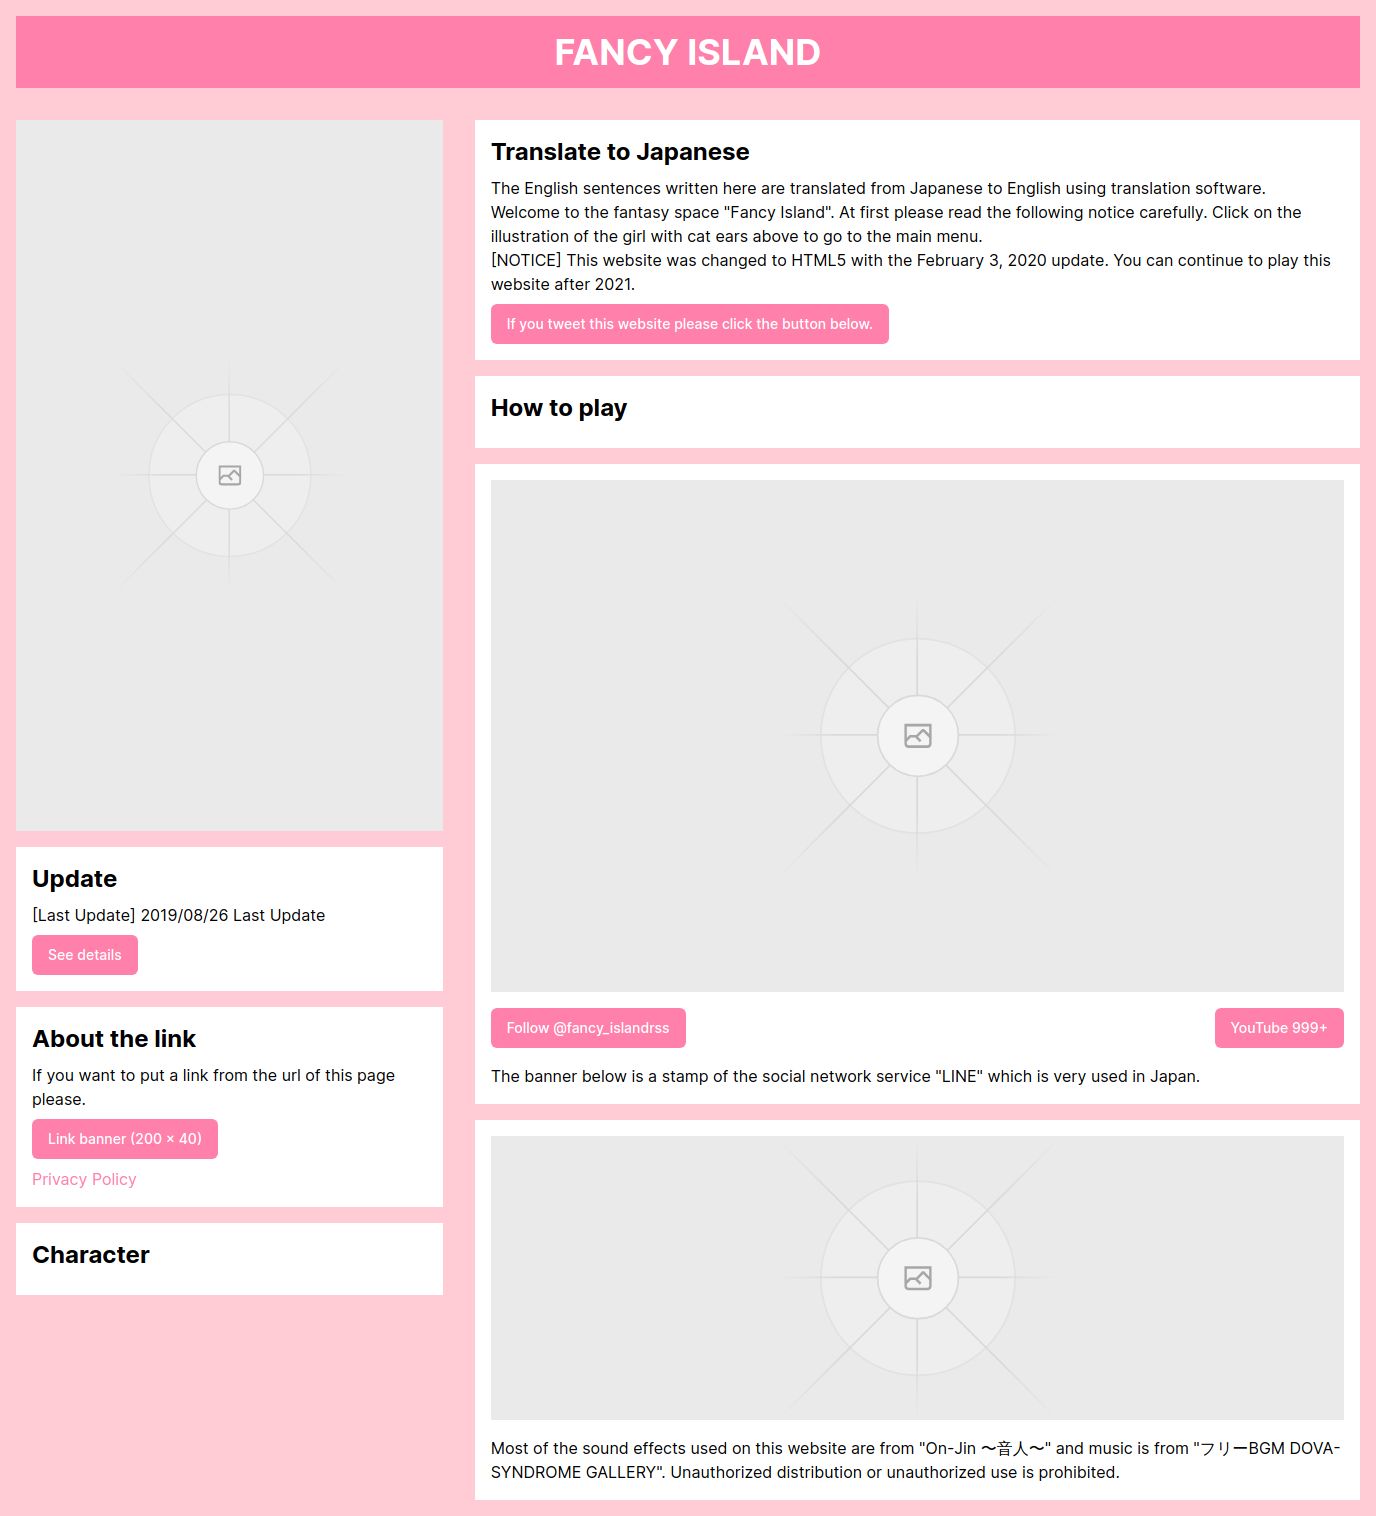 FANCY ISLAND
Update
[Last Update] 2019/08/26 Last Update
See details
About the link
If you want to put a link from the url of this page
please.
Link banner (200 × 40)
Privacy Policy
Character
Translate to Japanese
The English sentences written here are translated from Japanese to English using translation software.
Welcome to the fantasy space "Fancy Island". At first please read the following notice carefully. Click on the
illustration of the girl with cat ears above to go to the main menu.
[NOTICE] This website was changed to HTML5 with the February 3, 2020 update. You can continue to play this
website after 2021.
If you tweet this website please click the button below.
How to play
Follow @fancy_islandrss
YouTube 999+
The banner below is a stamp of the social network service "LINE" which is very used in Japan.
Most of the sound effects used on this website are from "On-Jin 〜音人〜" and music is from "フリーBGM DOVA-
SYNDROME GALLERY". Unauthorized distribution or unauthorized use is prohibited.